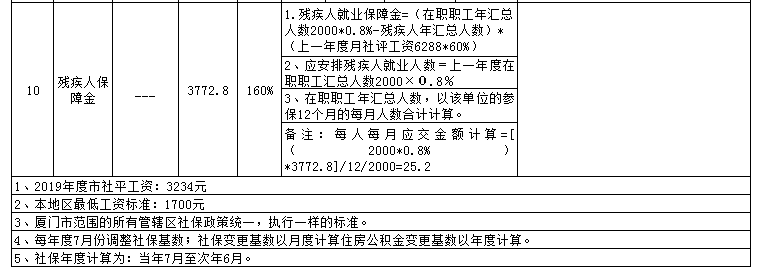 10
残疾人保
障金
---
3772.8
160%
1.残疾人就业保障金=（在职职工年汇总
人数2000*0.8%-残疾人年汇总人数）*
（上一年度月社评工资6288*60%）
2、应安排残疾人就业人数＝上一年度在
职职工汇总人数2000×0.8%
3、在职职工年汇总人数，以该单位的参
保12个月的每月人数合计计算。
备注：每人每月应交金额计算=[
（ 2000*0.8% ）
*3772.8]/12/2000=25.2
1、2019年度市社平工资：3234元
2、本地区最低工资标准：1700元
3、厦门市范围的所有管辖区社保政策统一，执行一样的标准。
4、每年度7月份调整社保基数；社保变更基数以月度计算住房公积金变更基数以年度计算。
5、社保年度计算为：当年7月至次年6月。